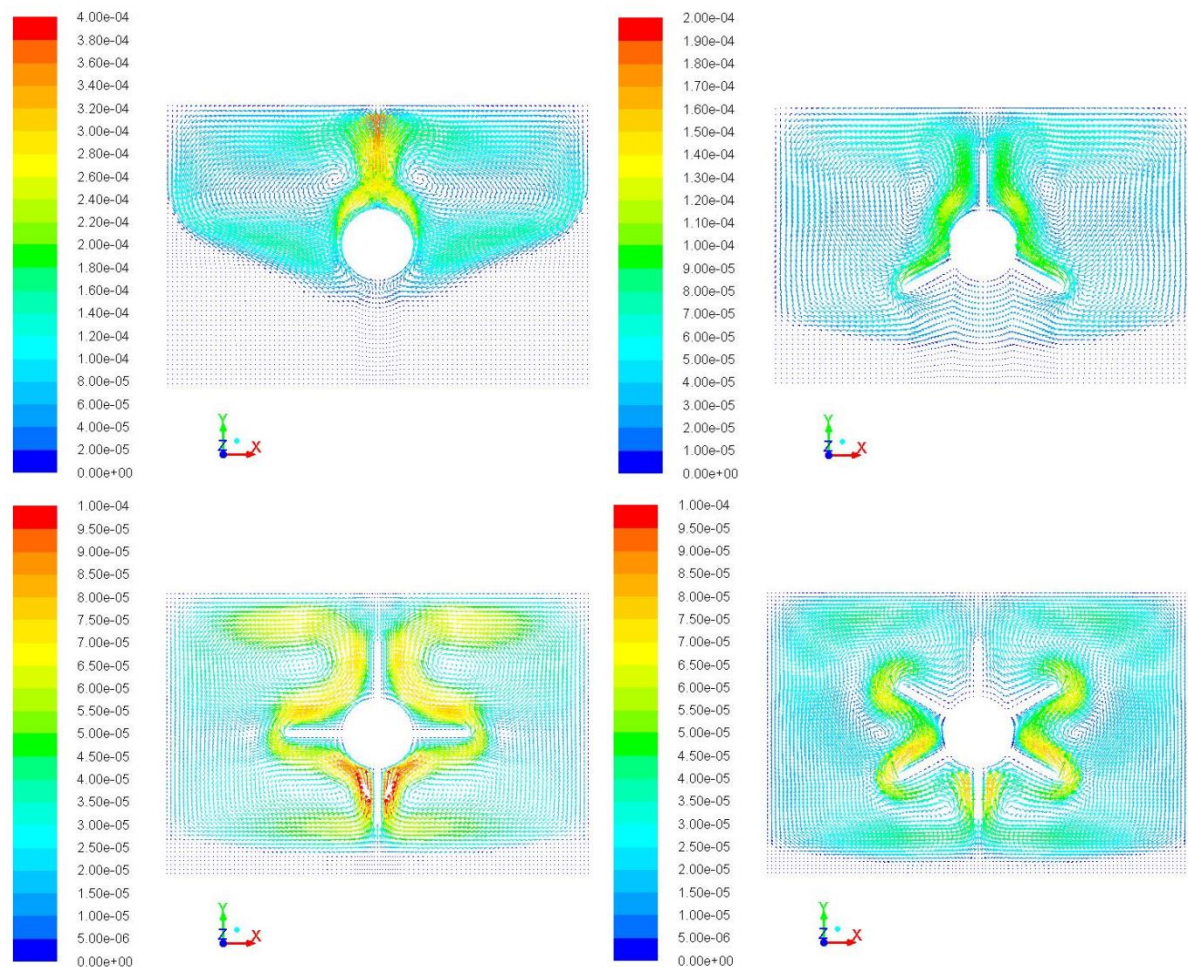 4.00e-04
3.80e-04
3.60e-04
3.40e-04
3.20e-04
3.00e-04
2.80e-04
2.60e-04
2.40e-04
2.20e-04
2.00e-04
1.80e-04
1.60e-04
1.40e-04
1.20e-04
1.00e-04
8.00e-05
6.00e-05
4.00e-05
2.00e-05
0.00e+00
Y
Z X
2.00e-04
1.90e-04
1.80e-04
1.70e-04
1.60e-04
1.50e-04
1.40e-04
1.30e-04
1.20e-04
1.10e-04
1.00e-04
9.00e-05
8.00e-05
7.00e-05
6.00e-05
5.00e-05
4.00e-05
3.00e-05
2.00e-05
1.00e-05
0.00e+00
Y
Z X
1.00e-04
9.50e-05
9.00e-05
8.50e-05
8.00e-05
7.50e-05
7.00e-05
6.50e-05
6.00e-05
5.50e-05
5.00e-05
4.50e-05
4.00e-05
3.50e-05
3.00e-05
2.50e-05
2.00e-05
1.50e-05
1.00e-05
5.00e-06
0.00e+00
Y
Z X
1.00e-04
9.50e-05
9.00e-05
8.50e-05
8.00e-05
7.50e-05
7.00e-05
6.50e-05
6.00e-05
5.50e-05
5.00e-05
4.50e-05
4.00e-05
3.50e-05
3.00e-05
2.50e-05
2.00e-05
1.50e-05
1.00e-05
5.00e-06
0.00e+00
Y
Z X